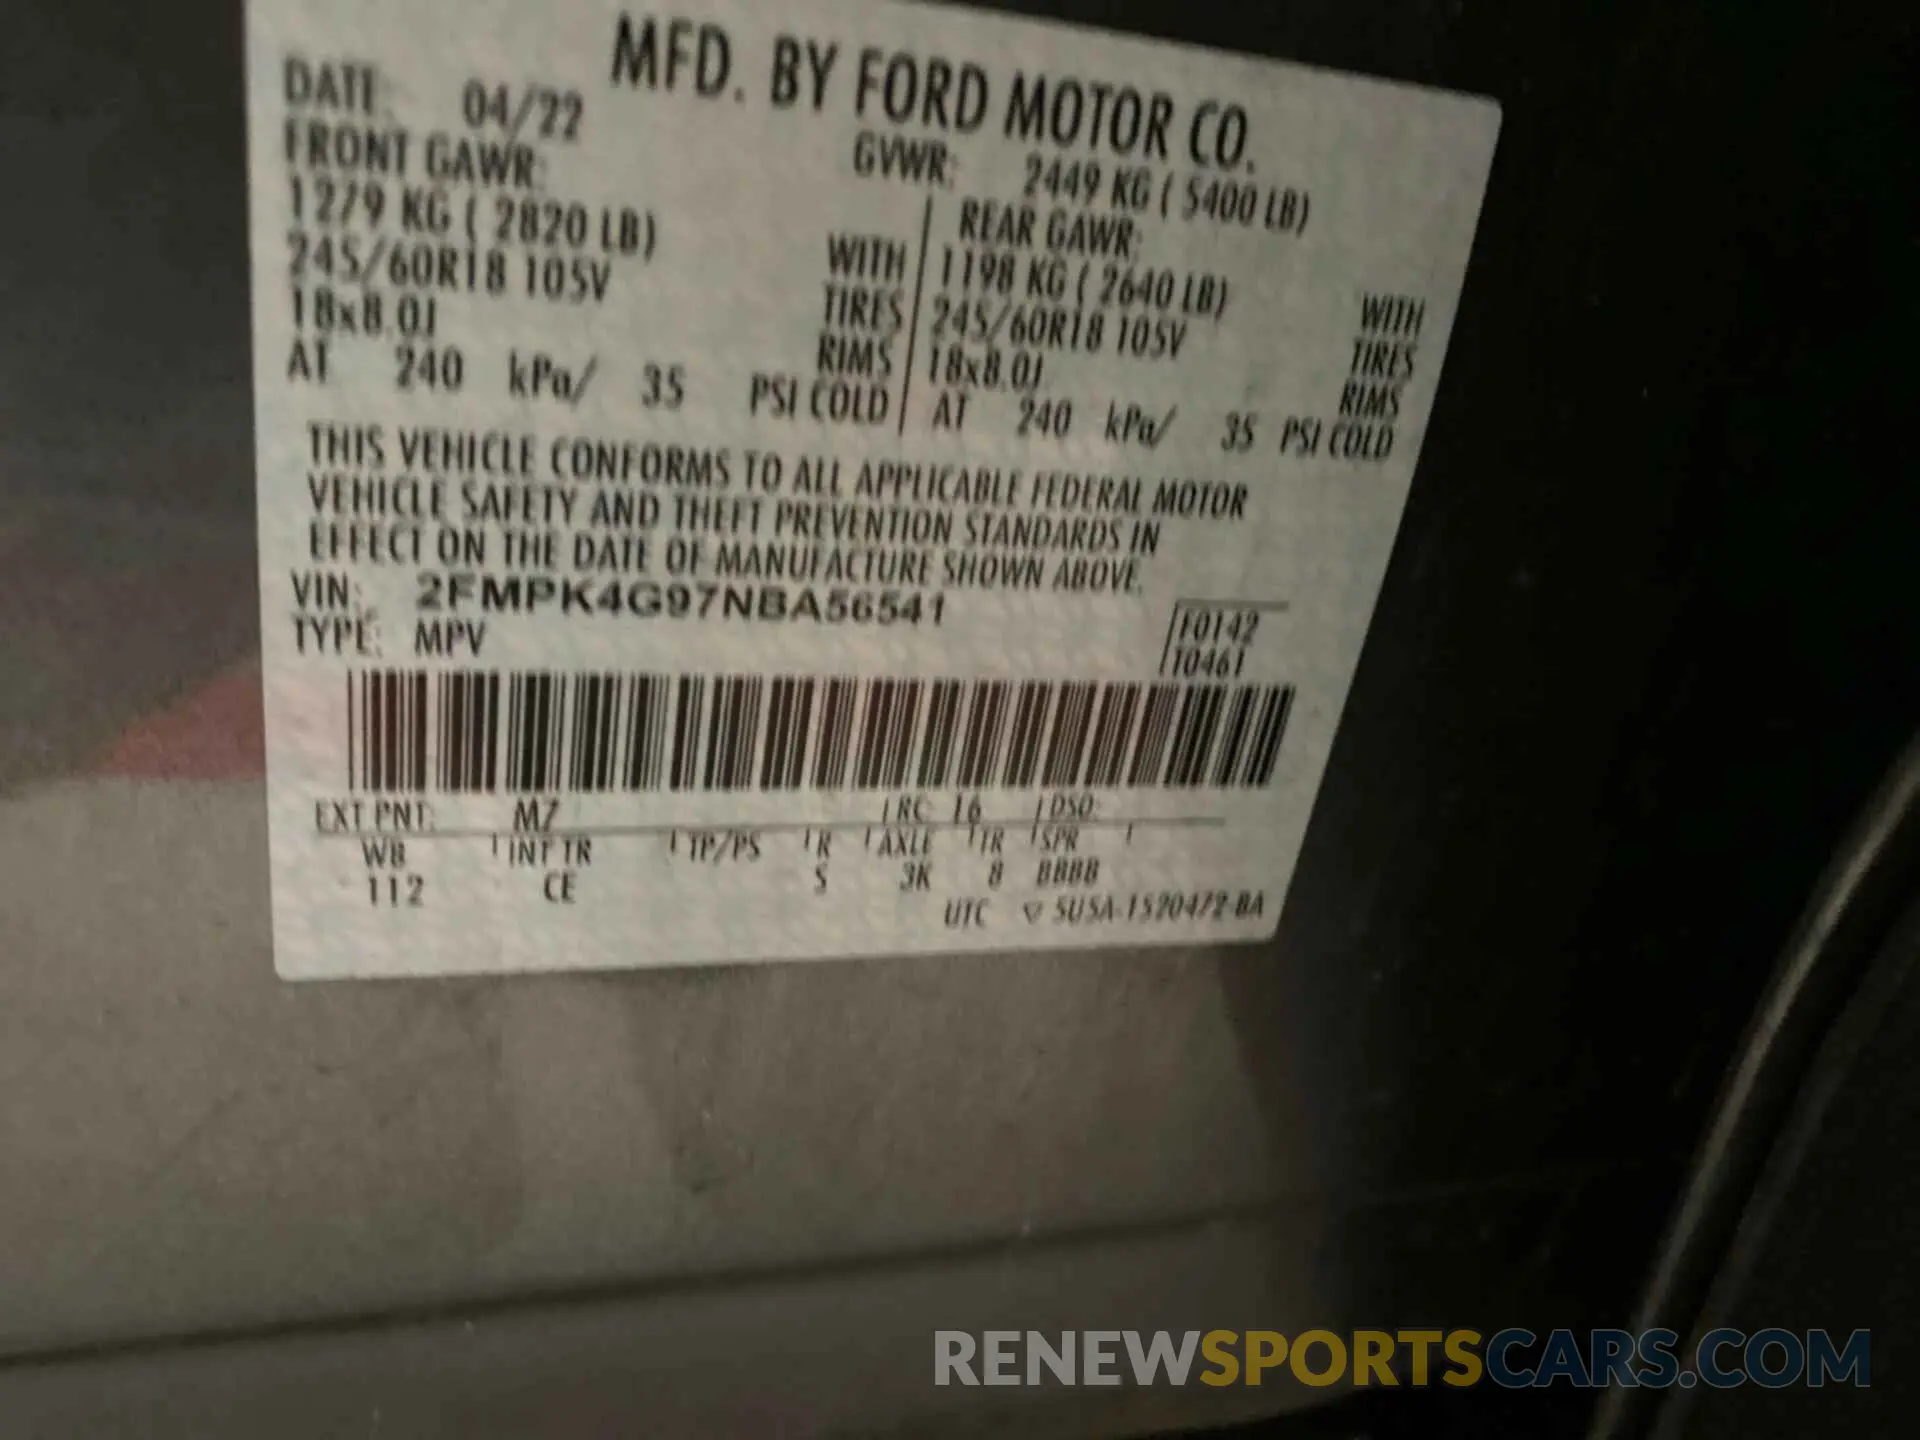 MFD. BY FORD MOTOR CO.
DATE: 04/22
GVWR: 2449 KG ( 5400 LB)
FRONT GAWR:
1279 KG ( 2820 LB) WITH
245/60R18 105V TIRES
18x8.0J RIMS
AT 240 kPa/ 35 PSI COLD
REAR GAWR:
1198 KG ( 2640 LB) WITH
245/60R18 105V TIRES
18x8.0J RIMS
AT 240 kPa/ 35 PSI COLD
THIS VEHICLE CONFORMS TO ALL APPLICABLE FEDERAL MOTOR
VEHICLE SAFETY AND THEFT PREVENTION STANDARDS IN
EFFECT ON THE DATE OF MANUFACTURE SHOWN ABOVE.
VIN: 2FMPK4G97NBA56541
TYPE: MPV
F0142
T0461
EXT PNT: M7 RC: 16 DSO:
WB INT TR TP/PS R AXLE TR SPR
112 CE S 3K 8 BBBB
UTC ▽ 5U5A-1520472-BA
RENEWSPORTSCARS.COM